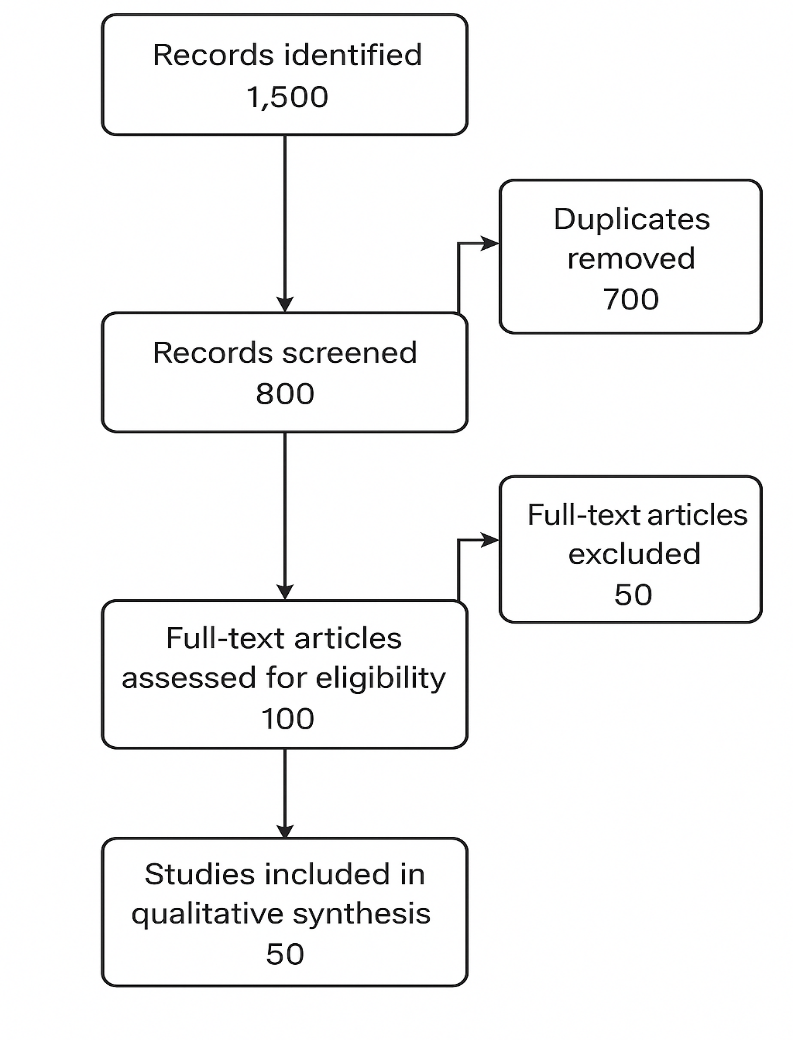 Records identified
1,500
Duplicates
removed
700
Records screened
800
Full-text articles
excluded
50
Full-text articles
assessed for eligibility
100
Studies included in
qualitative synthesis
50